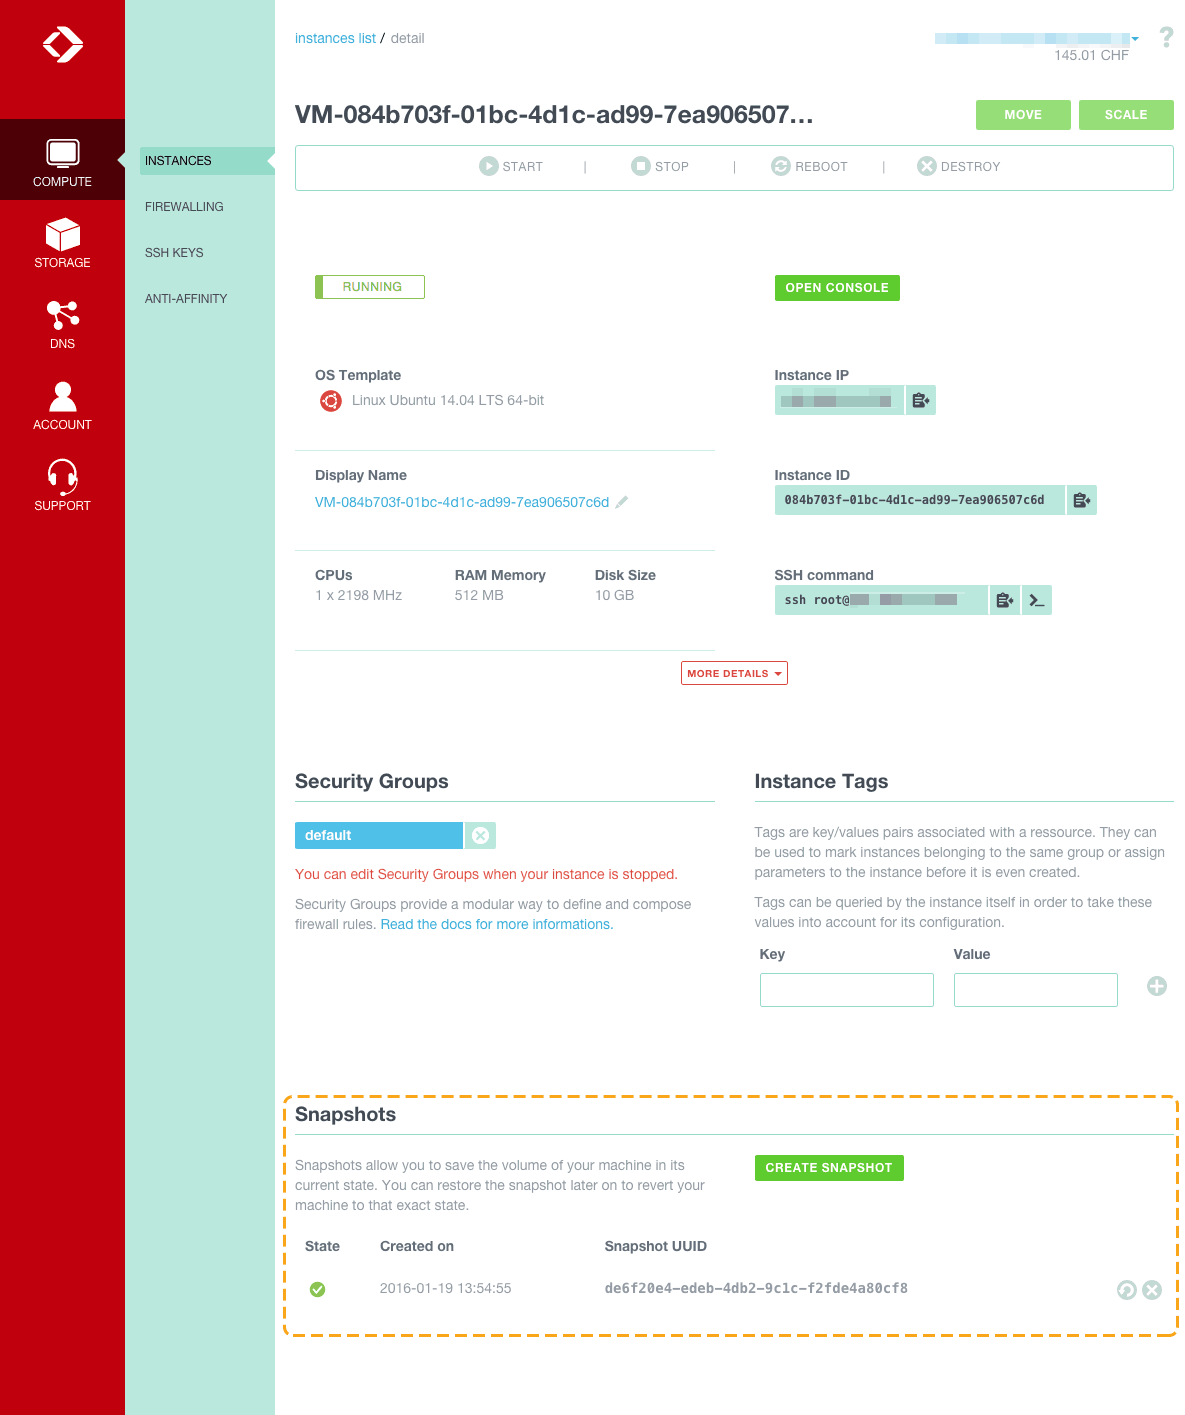 instances list / detail
145.01 CHF
?
VM-084b703f-01bc-4d1c-ad99-7ea906507...
MOVE
SCALE
START | STOP | REBOOT | DESTROY
COMPUTE
STORAGE
DNS
ACCOUNT
SUPPORT
INSTANCES
FIREWALLING
SSH KEYS
ANTI-AFFINITY
RUNNING
OPEN CONSOLE
OS Template
Linux Ubuntu 14.04 LTS 64-bit
Instance IP
Display Name
VM-084b703f-01bc-4d1c-ad99-7ea906507c6d
Instance ID
084b703f-01bc-4d1c-ad99-7ea906507c6d
CPUs
1 x 2198 MHz
RAM Memory
512 MB
Disk Size
10 GB
SSH command
ssh root@
MORE DETAILS
Security Groups
default
You can edit Security Groups when your instance is stopped.
Security Groups provide a modular way to define and compose
firewall rules. Read the docs for more informations.
Instance Tags
Tags are key/values pairs associated with a ressource. They can
be used to mark instances belonging to the same group or assign
parameters to the instance before it is even created.
Tags can be queried by the instance itself in order to take these
values into account for its configuration.
Key
Value
Snapshots
Snapshots allow you to save the volume of your machine in its
current state. You can restore the snapshot later on to revert your
machine to that exact state.
CREATE SNAPSHOT
State
Created on
Snapshot UUID
2016-01-19 13:54:55
de6f20e4-edeb-4db2-9c1c-f2fde4a80cf8